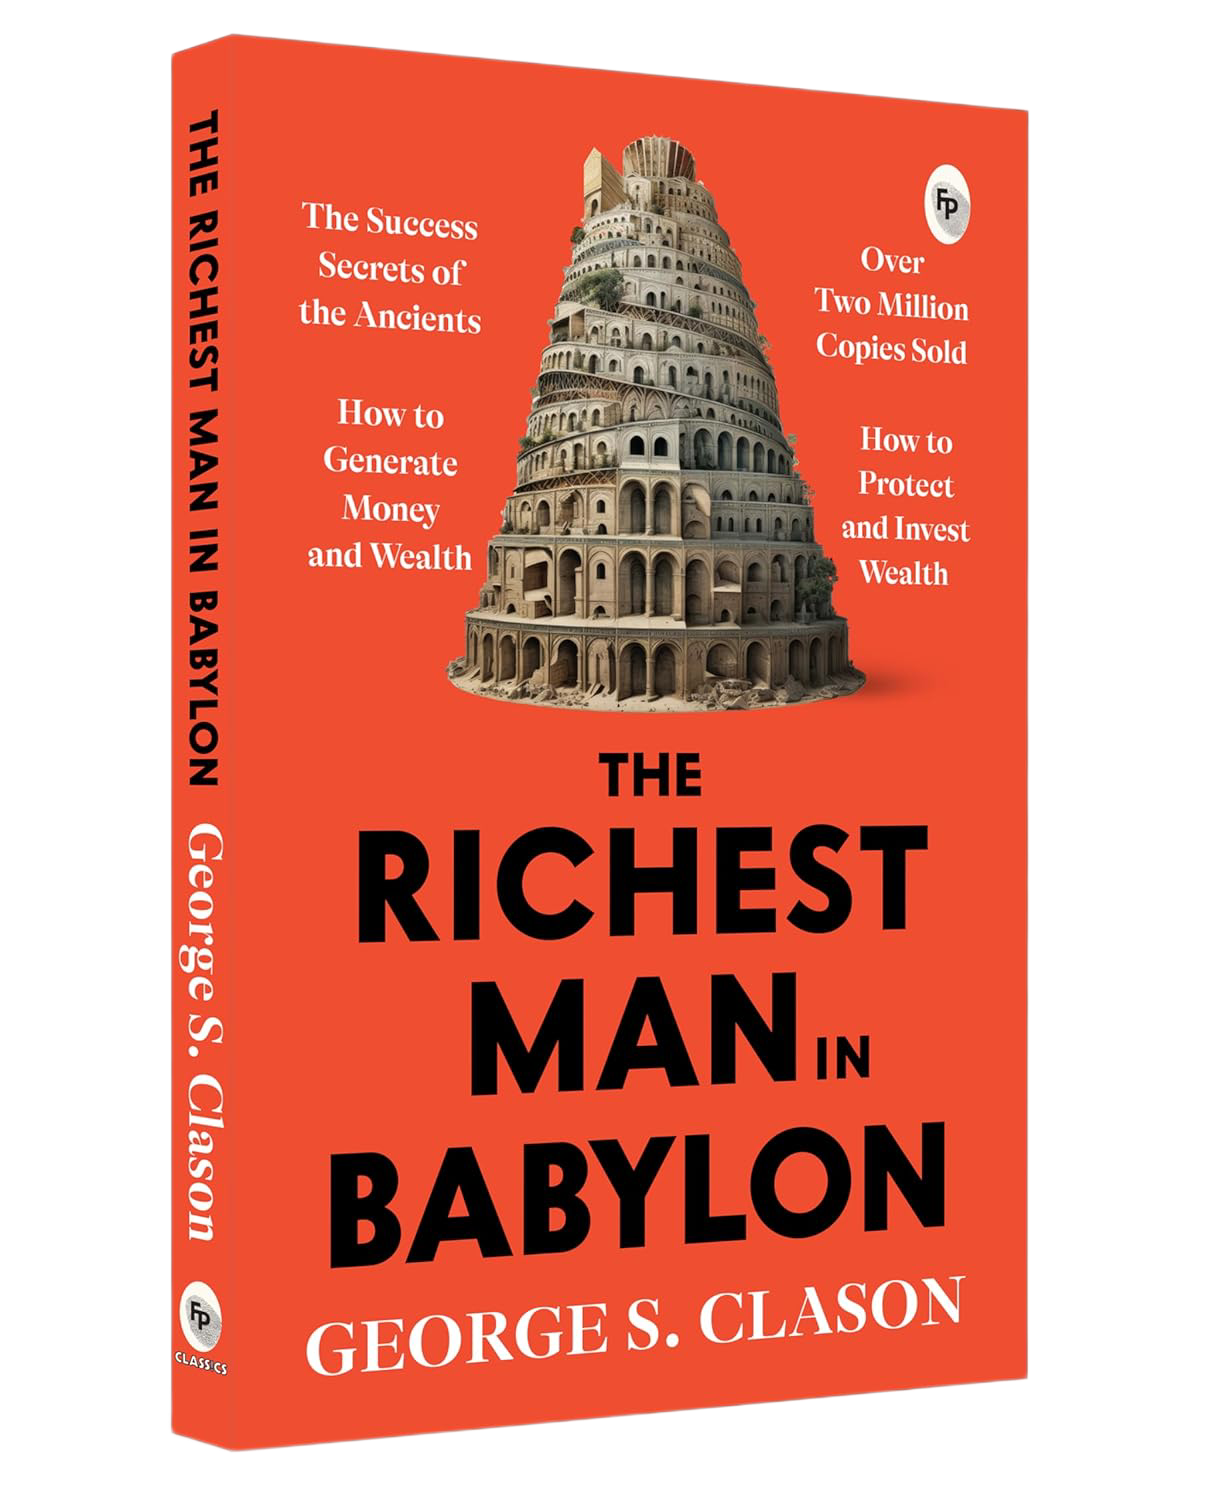 THE RICHEST MAN IN BABYLON George S. Clason
FP
CLASSICS
The Success
Secrets of
the Ancients
How to
Generate
Money
and Wealth
FP
Over
Two Million
Copies Sold
How to
Protect
and Invest
Wealth
THE
RICHEST
MAN IN
BABYLON
GEORGE S. CLASON